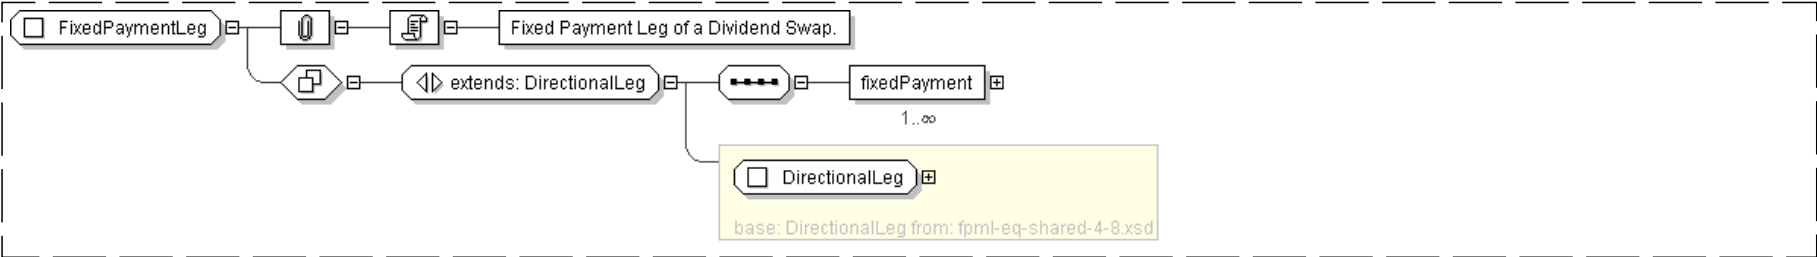 FixedPaymentLeg
Fixed Payment Leg of a Dividend Swap.
extends: DirectionalLeg
fixedPayment
1..∞
DirectionalLeg
base: DirectionalLeg from: fpml-eq-shared-4-8.xsd